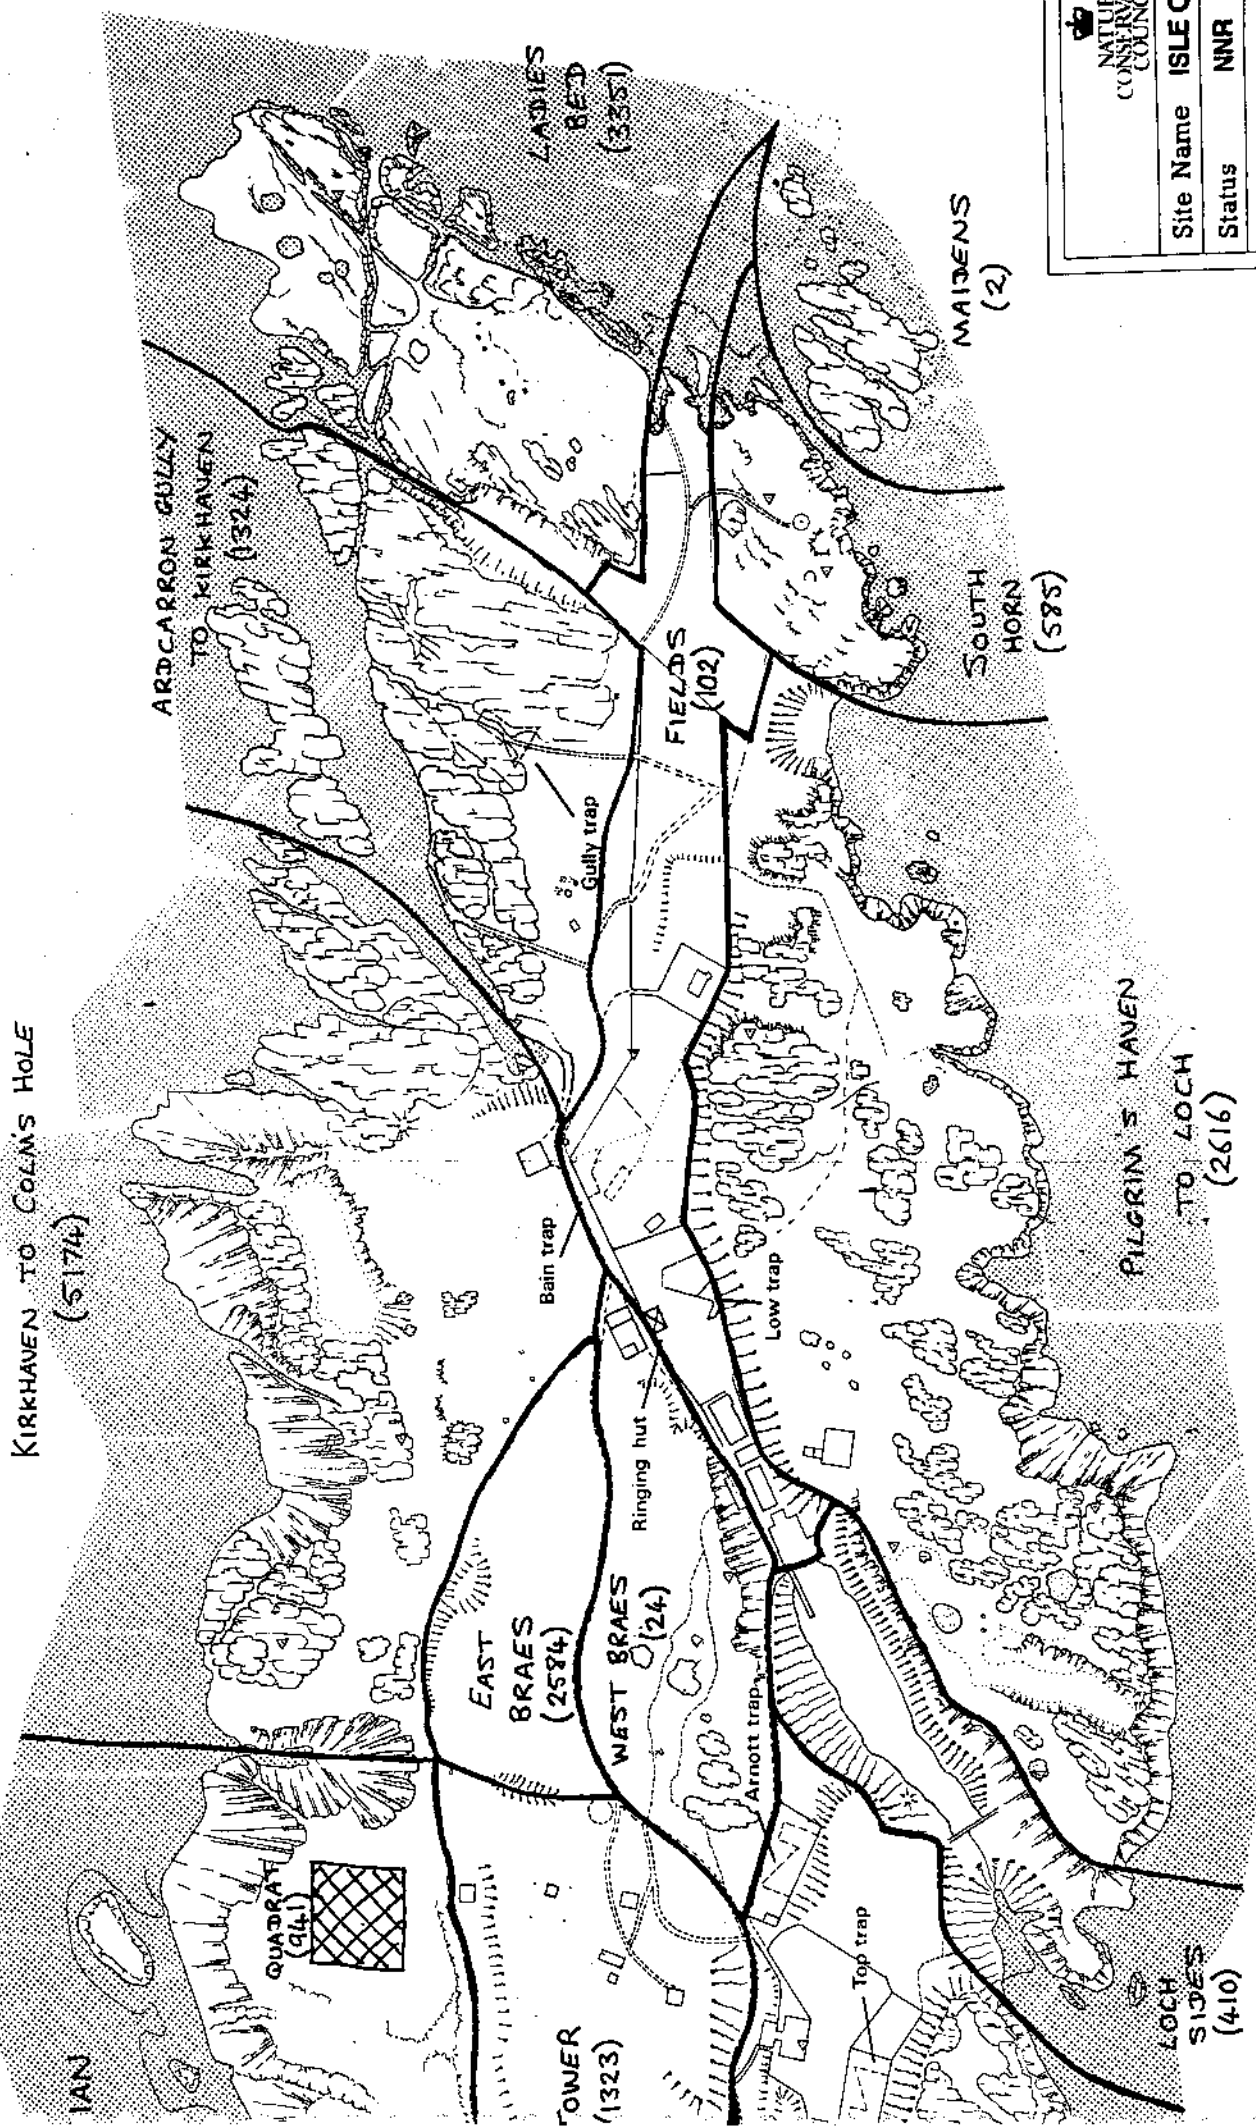 KIRKHAVEN TO COLM'S HOLE
(5174)
ARDCARRON GULLY
TO KIRKHAVEN
(1324)
LADIES
BED
(3351)
MAIDENS
(2)
SOUTH
HORN
(585)
FIELDS
(102)
Gully trap
Bain trap
Low trap
Ringing hut
PILGRIM'S HAVEN
TO LOCH
(2616)
EAST
BRAES
(2584)
WEST BRAES
(24)
Arnott trap
QUADRAT
(941)
IAN
TOWER
(1323)
Top trap
LOCH
SIDES
(410)
NATUR
CONSERV
COUNC
Site Name ISLE O
Status NNR